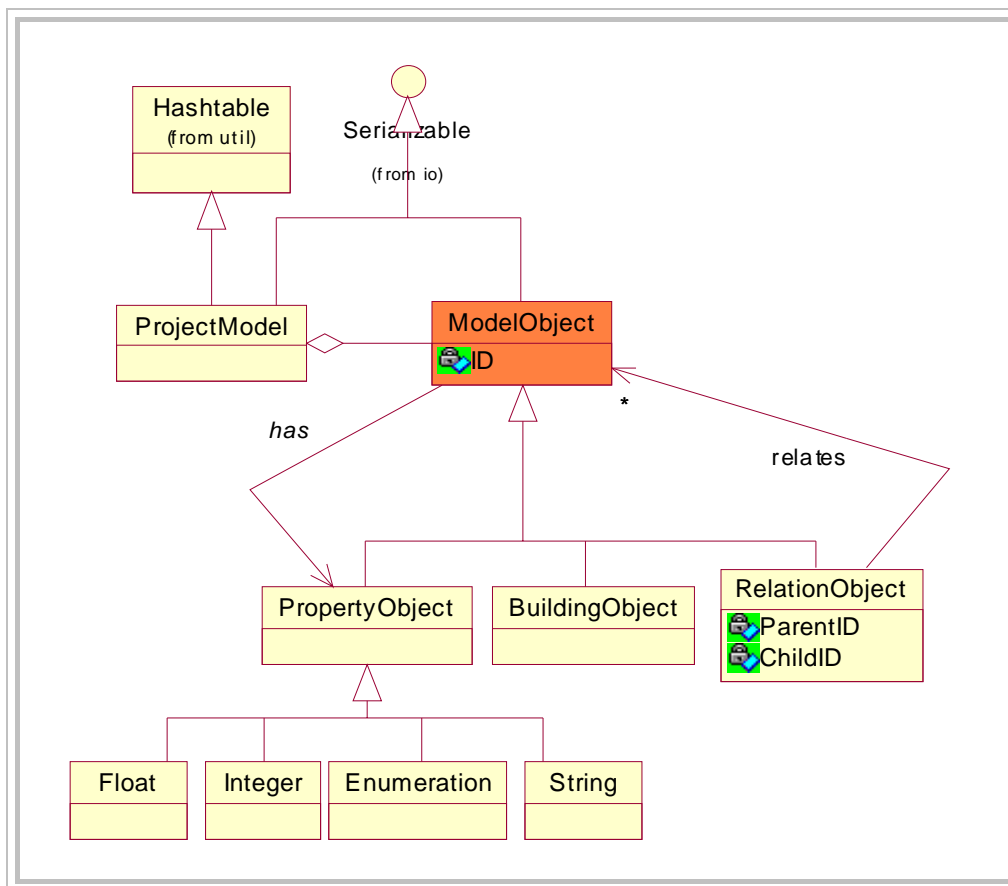 Hashtable
(from util)
Serializable
(from io)
ProjectModel
ModelObject
ID
*
has
relates
PropertyObject
BuildingObject
RelationObject
ParentID
ChildID
Float
Integer
Enumeration
String